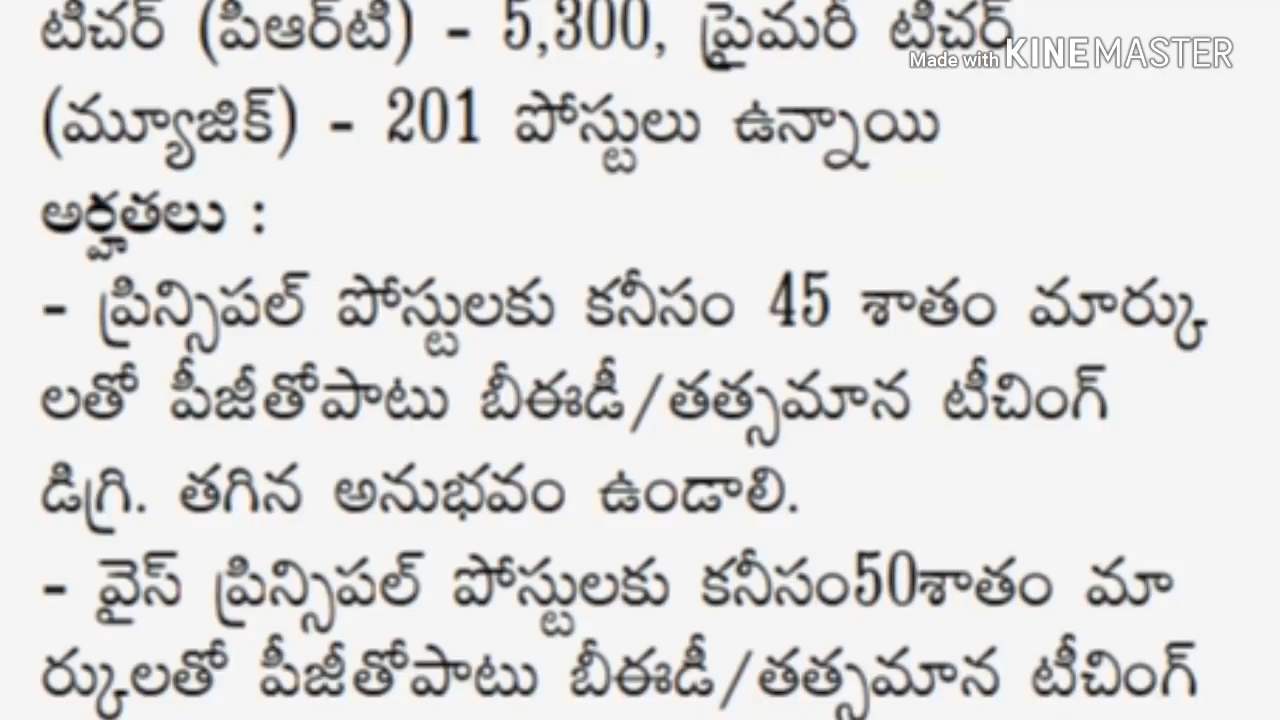 టిచర్ (పిఆర్‌టి) - 5,300, ప్రైమరీ టిచర్
Made with KINEMASTER
(మ్యూజిక్) - 201 పోస్టులు ఉన్నాయి
అర్హతలు :
- ప్రిన్సిపల్ పోస్టులకు కనీసం 45 శాతం మార్కు
లతో పీజీతోపాటు బీఈడీ/తత్సమాన టీచింగ్
డిగ్రి. తగిన అనుభవం ఉండాలి.
- వైస్ ప్రిన్సిపల్ పోస్టులకు కనీసం50శాతం మా
ర్కులతో పీజీతోపాటు బీఈడీ/తత్సమాన టీచింగ్